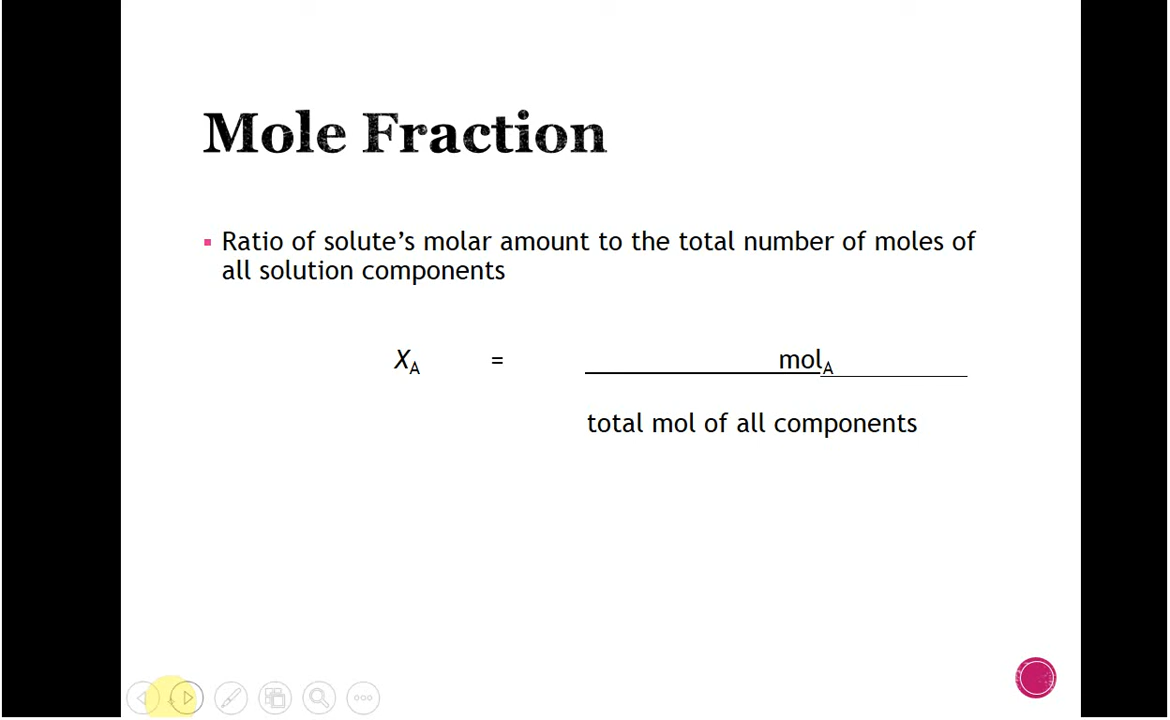 Mole Fraction
Ratio of solute’s molar amount to the total number of moles of
all solution components
XA = molA
total mol of all components